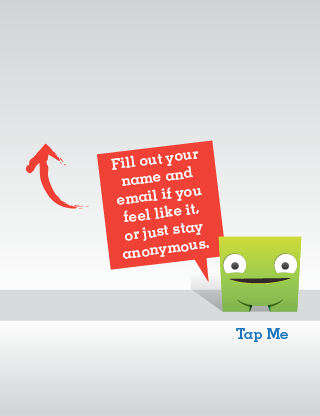 Fill out your
name and
email if you
feel like it,
or just stay
anonymous.
Tap Me